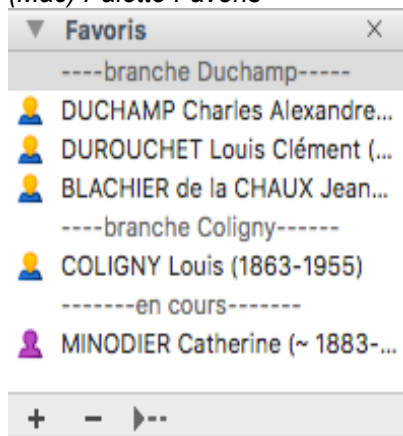 (Mac) Palette Favoris
Favoris
----branche Duchamp-----
DUCHAMP Charles Alexandre...
DUROUCHET Louis Clément (...
BLACHIER de la CHAUX Jean...
----branche Coligny------
COLIGNY Louis (1863-1955)
-------en cours-------
MINODIER Catherine (~ 1883-...